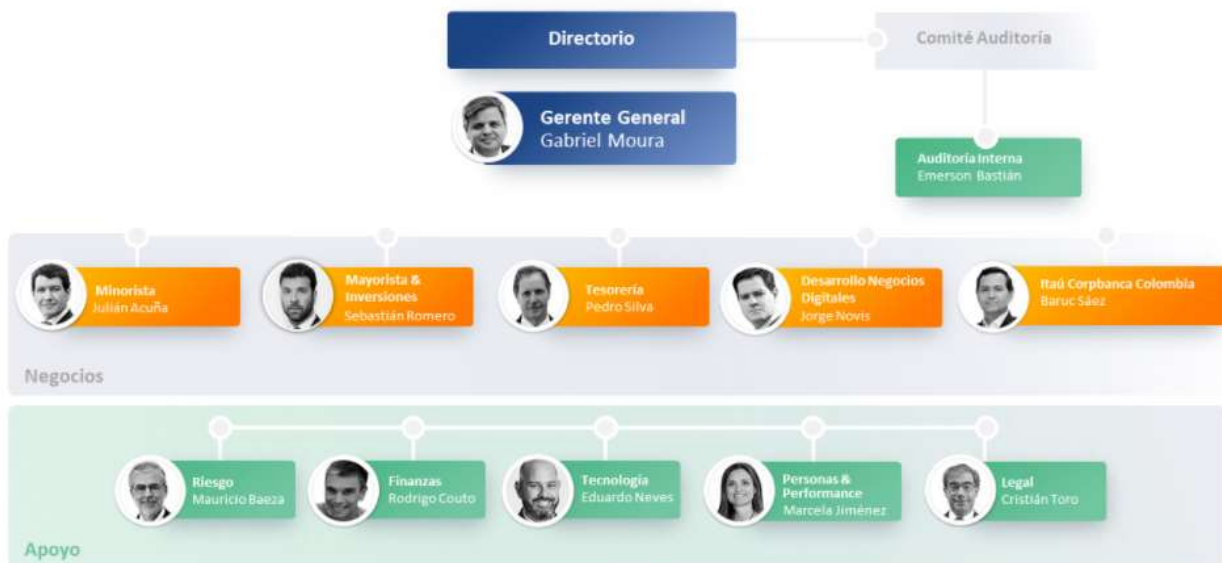 Directorio
Comité Auditoría
Gerente General
Gabriel Moura
Auditoría Interna
Emerson Bastián
Minorista
Julián Acuña
Mayorista &
Inversiones
Sebastián Romero
Tesorería
Pedro Silva
Desarrollo Negocios
Digitales
Jorge Novis
Itaú Corpbanca Colombia
Baruc Sáez
Negocios
Riesgo
Mauricio Baeza
Finanzas
Rodrigo Couto
Tecnología
Eduardo Neves
Personas &
Performance
Marcela Jiménez
Legal
Cristián Toro
Apoyo